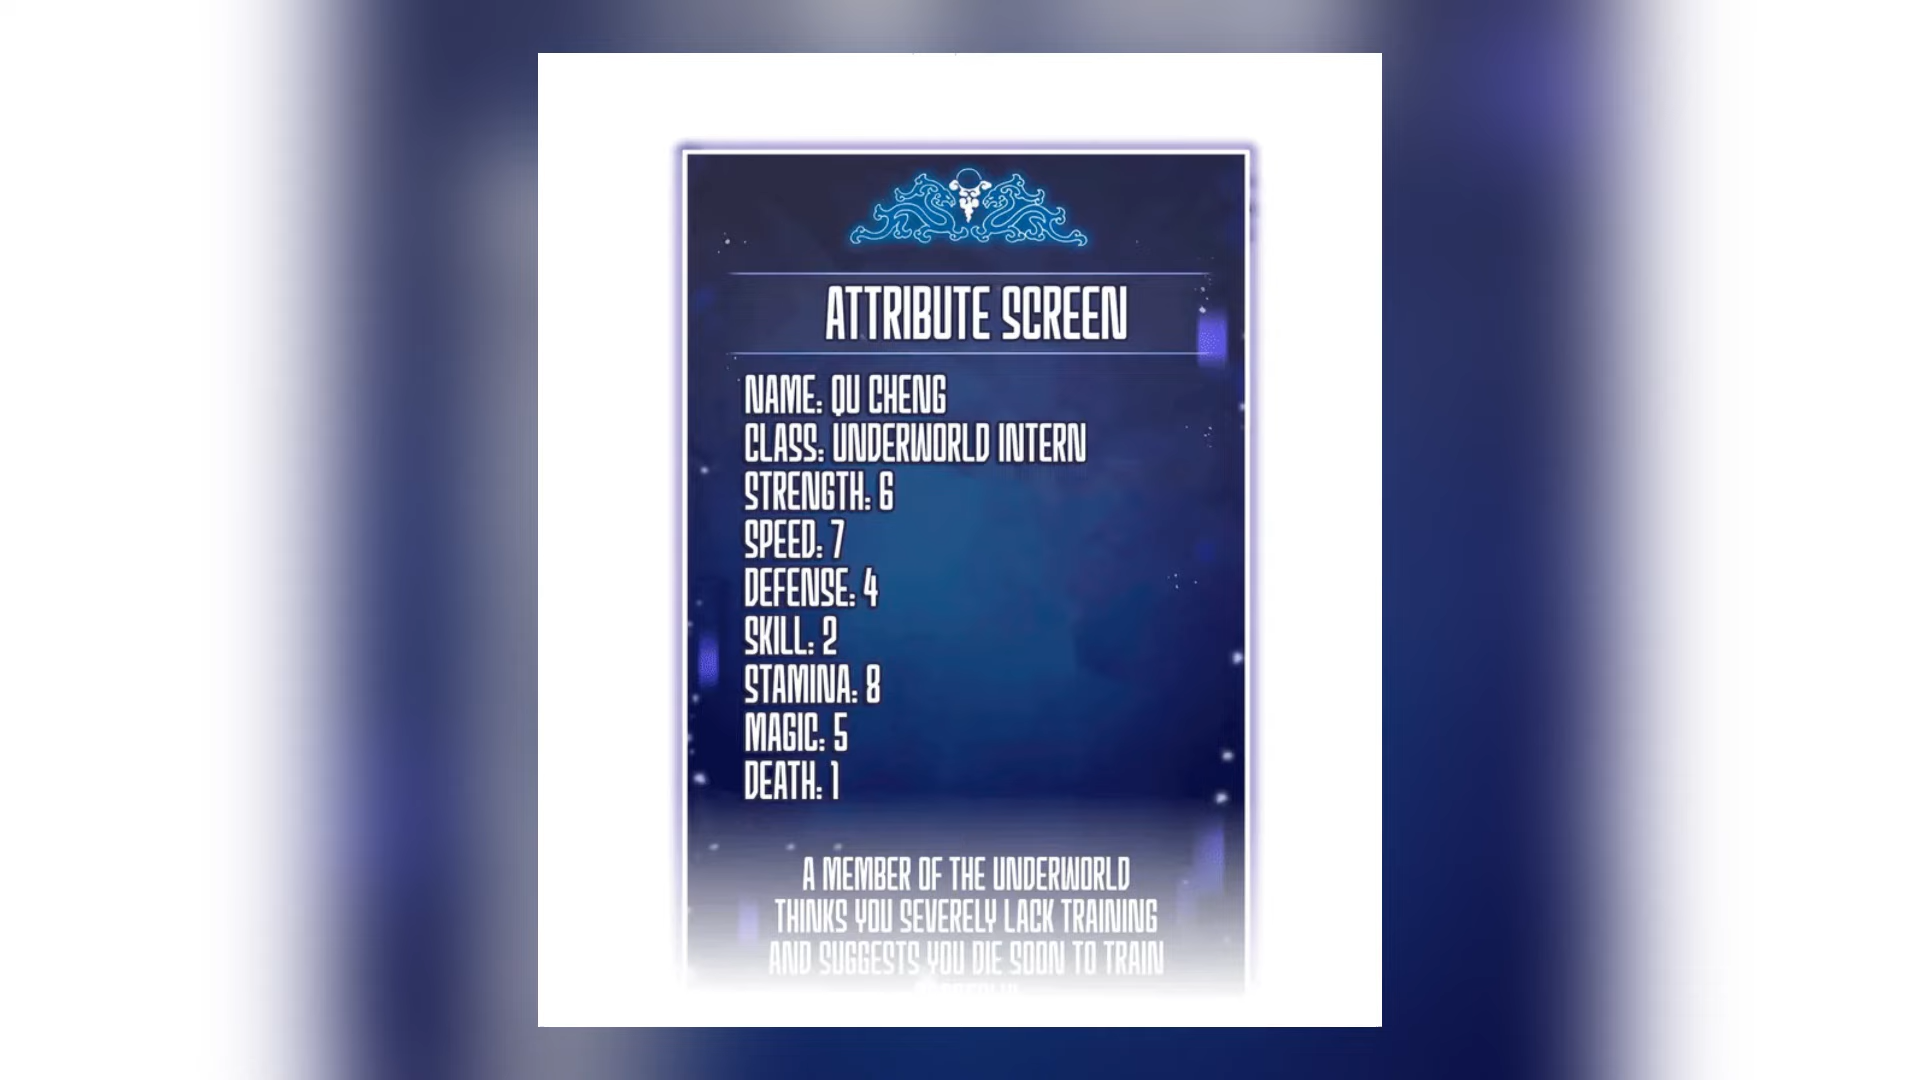 ATTRIBUTE SCREEN
NAME: QU CHENG
CLASS: UNDERWORLD INTERN
STRENGTH: 6
SPEED: 7
DEFENSE: 4
SKILL: 2
STAMINA: 8
MAGIC: 5
DEATH: 1
A MEMBER OF THE UNDERWORLD
THINKS YOU SEVERELY LACK TRAINING
AND SUGGESTS YOU DIE SOON TO TRAIN